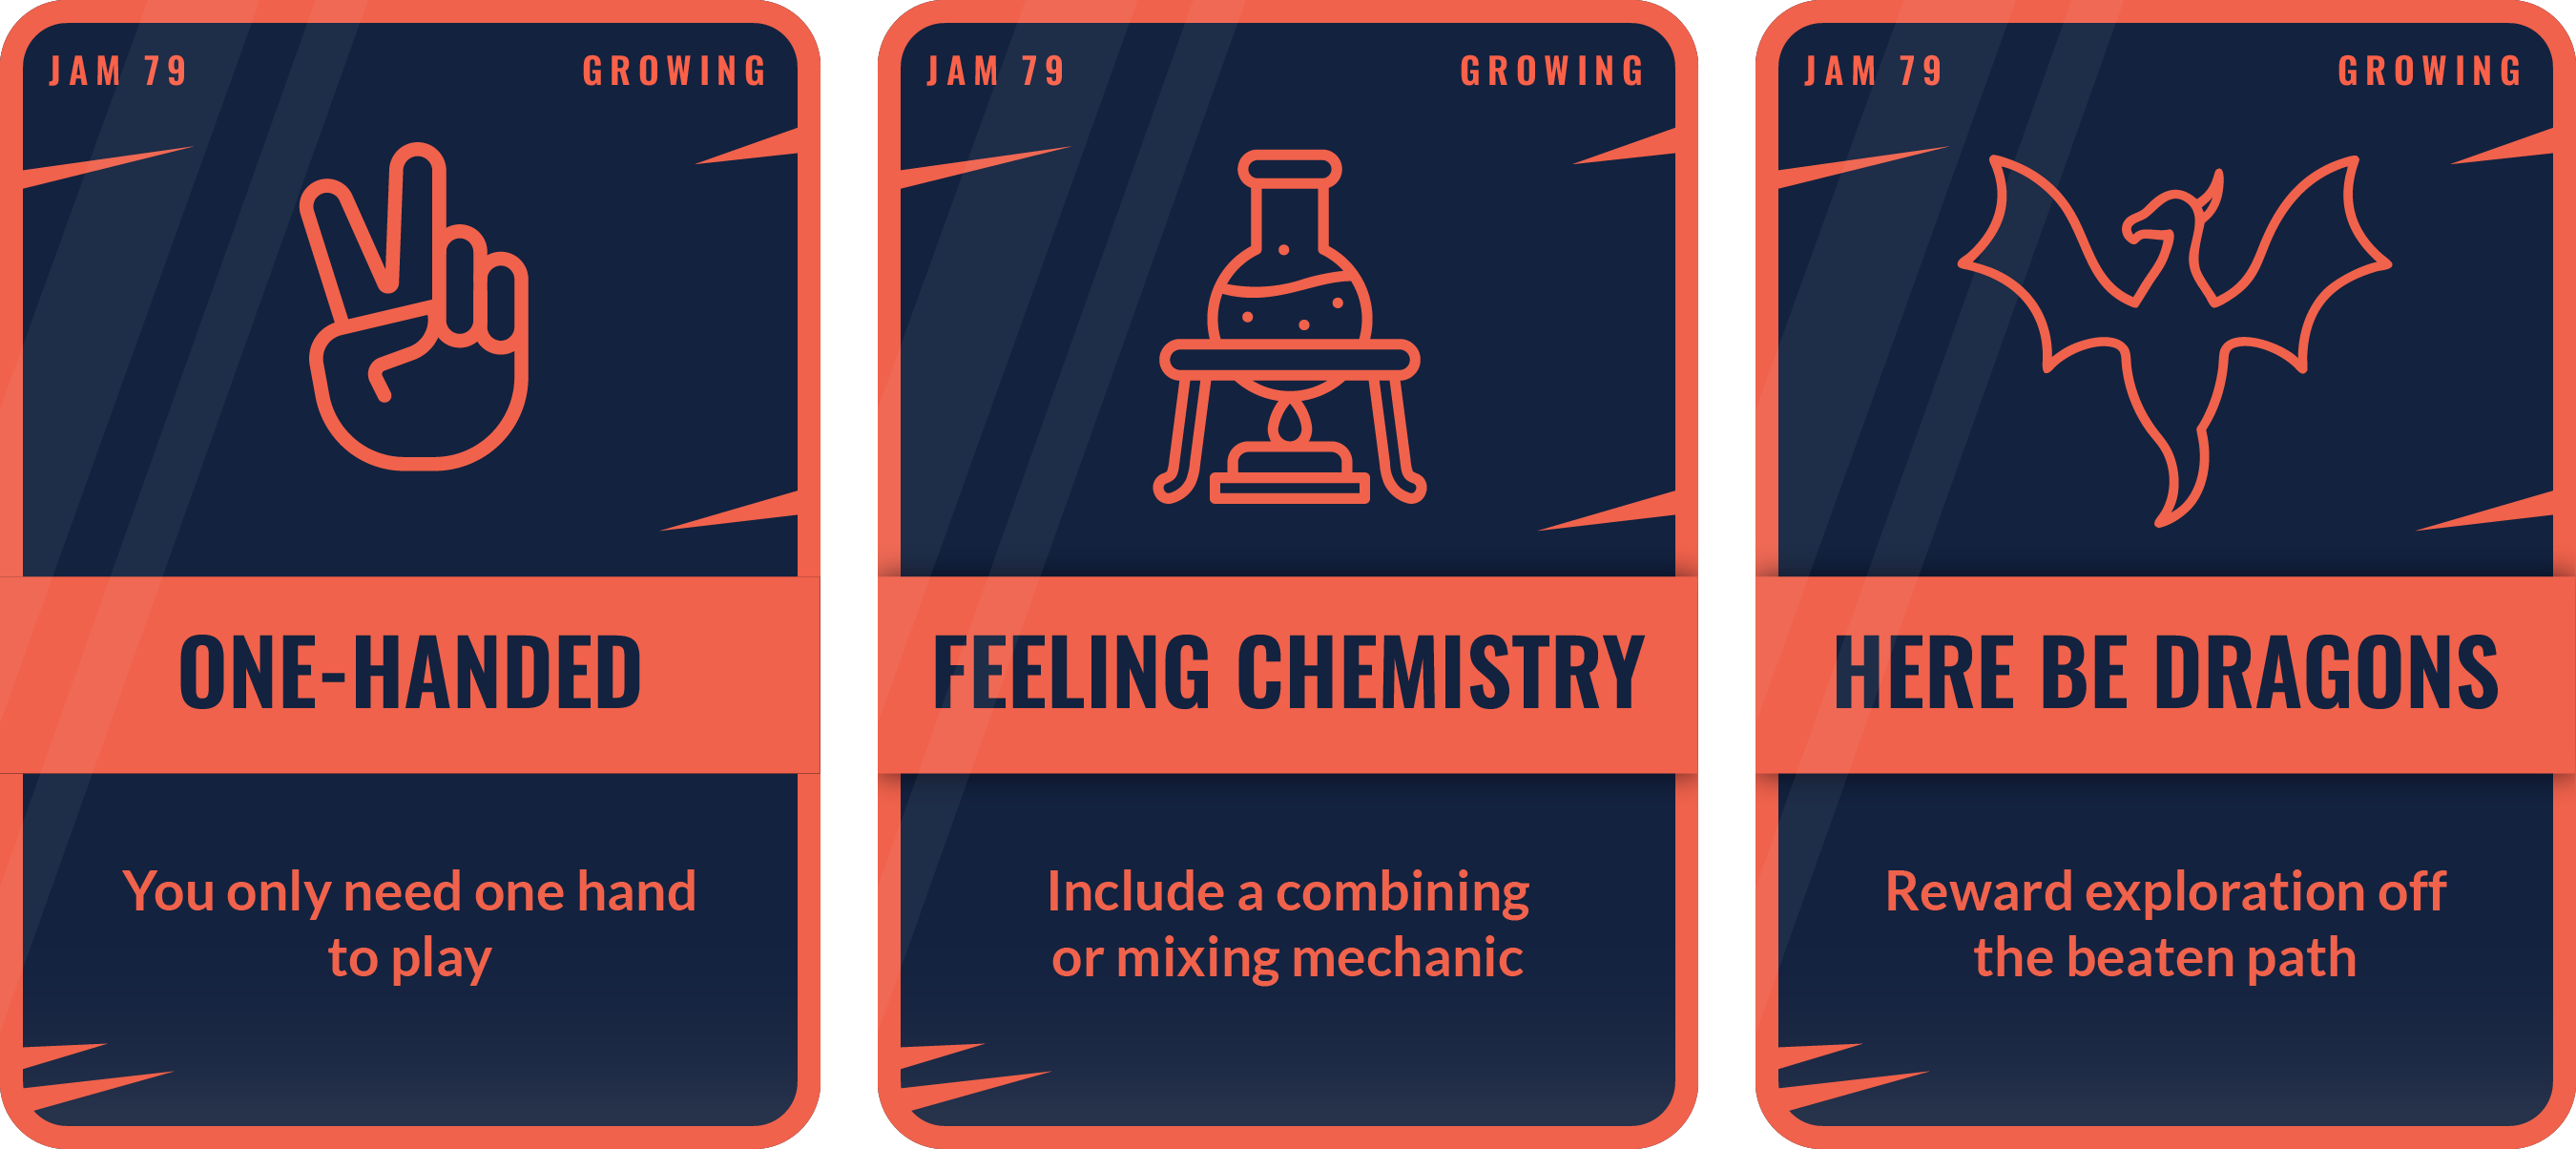 JAM 79 GROWING
ONE-HANDED
You only need one hand
to play
JAM 79 GROWING
FEELING CHEMISTRY
Include a combining
or mixing mechanic
JAM 79 GROWING
HERE BE DRAGONS
Reward exploration off
the beaten path